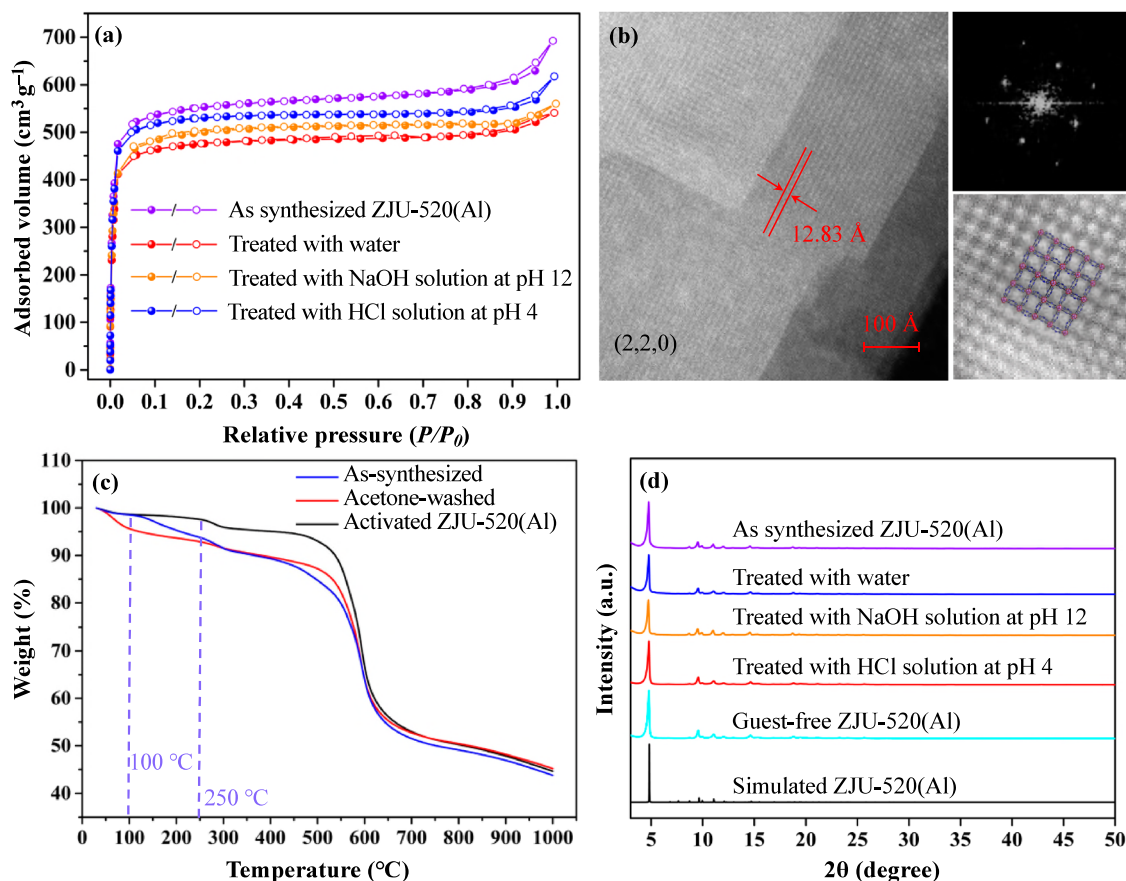 (a)
700
600
500
400
300
200
100
0
Adsorbed volume (cm³ g⁻¹)
As synthesized ZJU-520(Al)
Treated with water
Treated with NaOH solution at pH 12
Treated with HCl solution at pH 4
0.0 0.1 0.2 0.3 0.4 0.5 0.6 0.7 0.8 0.9 1.0
Relative pressure (P/P₀)
(b)
12.83 Å
100 Å
(2,2,0)
(c)
110
100
90
80
70
60
50
40
Weight (%)
As-synthesized
Acetone-washed
Activated ZJU-520(Al)
100 °C
250 °C
0 100 200 300 400 500 600 700 800 900 1000
Temperature (°C)
(d)
Intensity (a.u.)
As synthesized ZJU-520(Al)
Treated with water
Treated with NaOH solution at pH 12
Treated with HCl solution at pH 4
Guest-free ZJU-520(Al)
Simulated ZJU-520(Al)
5 10 15 20 25 30 35 40 45 50
2θ (degree)